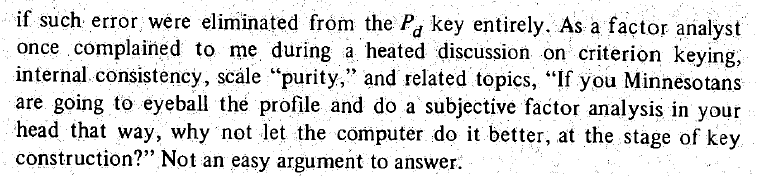 if such error were eliminated from the Pd key entirely. As a factor analyst
once complained to me during a heated discussion on criterion keying,
internal consistency, scale “purity,” and related topics, “If you Minnesotans
are going to eyeball the profile and do a subjective factor analysis in your
head that way, why not let the computer do it better, at the stage of key
construction?” Not an easy argument to answer.